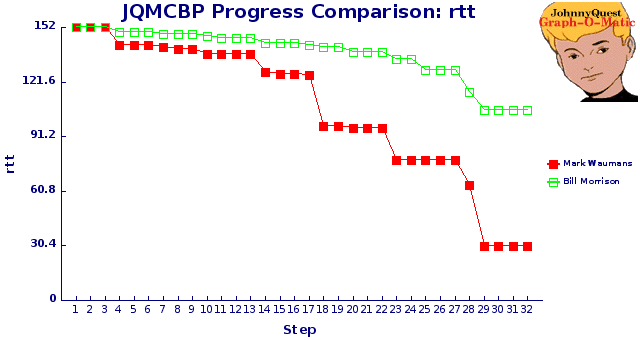 JQMCBP Progress Comparison: rtt
JohnnyQuest
Graph-O-Matic
152
121.6
91.2
60.8
30.4
0
rtt
1 2 3 4 5 6 7 8 9 10 11 12 13 14 15 16 17 18 19 20 21 22 23 24 25 26 27 28 29 30 31 32
Step
Mark Waumans
Bill Morrison